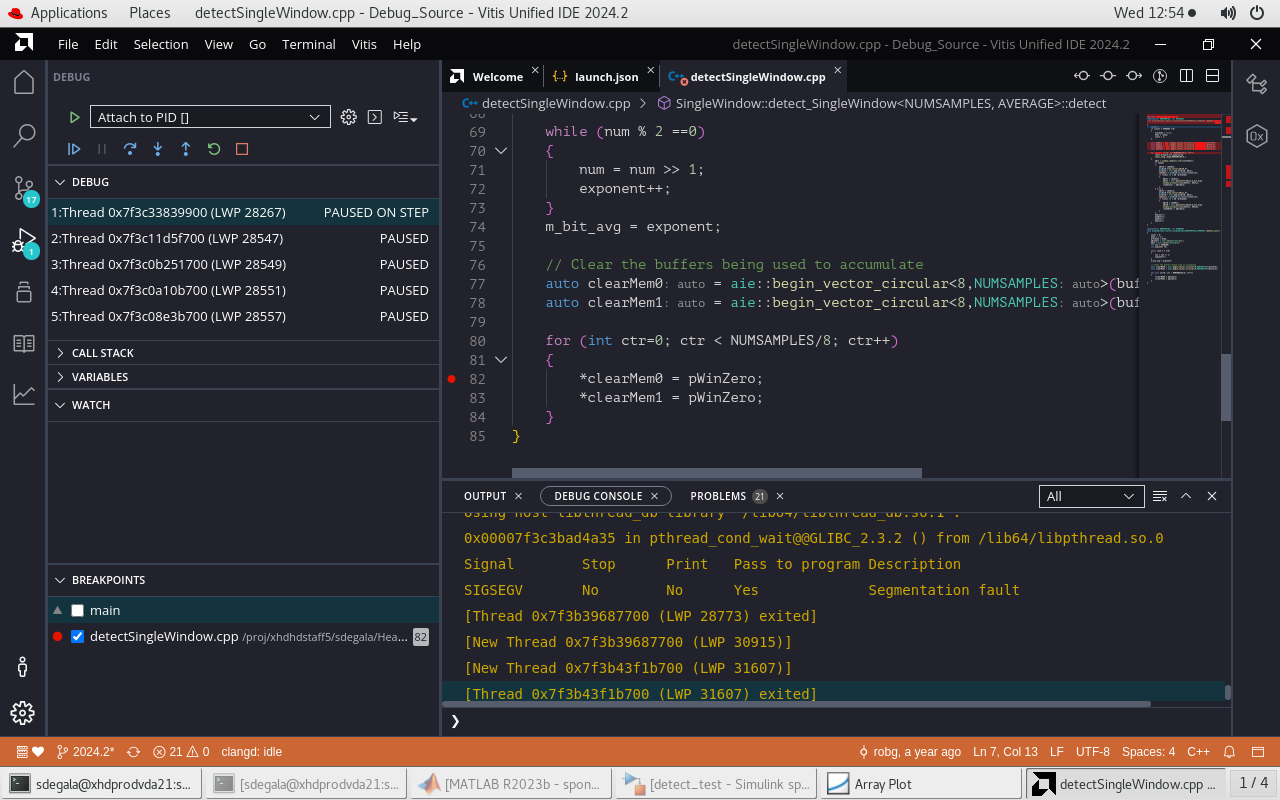 Applications Places detectSingleWindow.cpp - Debug_Source - Vitis Unified IDE 2024.2 Wed 12:54
File Edit Selection View Go Terminal Vitis Help detectSingleWindow.cpp - Debug_Source - Vitis Unified IDE 2024.2
DEBUG
Attach to PID []
DEBUG
1:Thread 0x7f3c33839900 (LWP 28267) PAUSED ON STEP
2:Thread 0x7f3c11d5f700 (LWP 28547) PAUSED
3:Thread 0x7f3c0b251700 (LWP 28549) PAUSED
4:Thread 0x7f3c0a10b700 (LWP 28551) PAUSED
5:Thread 0x7f3c08e3b700 (LWP 28557) PAUSED
CALL STACK
VARIABLES
WATCH
BREAKPOINTS
main
detectSingleWindow.cpp /proj/xhdhdstaff5/sdegala/Hea... 82
17
1
Welcome launch.json detectSingleWindow.cpp
detectSingleWindow.cpp > SingleWindow::detect_SingleWindow<NUMSAMPLES, AVERAGE>::detect
68
69 while (num % 2 ==0)
70 {
71 num = num >> 1;
72 exponent++;
73 }
74 m_bit_avg = exponent;
75
76 // Clear the buffers being used to accumulate
77 auto clearMem0: auto = aie::begin_vector_circular<8,NUMSAMPLES: auto>(buf
78 auto clearMem1: auto = aie::begin_vector_circular<8,NUMSAMPLES: auto>(buf
79
80 for (int ctr=0; ctr < NUMSAMPLES/8; ctr++)
81 {
82 *clearMem0 = pWinZero;
83 *clearMem1 = pWinZero;
84 }
85 }
OUTPUT DEBUG CONSOLE PROBLEMS 21 All
Using host libthread_db library "/lib64/libthread_db.so.1".
0x00007f3c3bad4a35 in pthread_cond_wait@@GLIBC_2.3.2 () from /lib64/libpthread.so.0
Signal Stop Print Pass to program Description
SIGSEGV No No Yes Segmentation fault
[Thread 0x7f3b39687700 (LWP 28773) exited]
[New Thread 0x7f3b39687700 (LWP 30915)]
[New Thread 0x7f3b43f1b700 (LWP 31607)]
[Thread 0x7f3b43f1b700 (LWP 31607) exited]
❯
0x
2024.2* 21 0 clangd: idle robg, a year ago Ln 7, Col 13 LF UTF-8 Spaces: 4 C++
sdegala@xhdprodvda21:s... [sdegala@xhdprodvda21:s... [MATLAB R2023b - spon... [detect_test - Simulink sp... Array Plot detectSingleWindow.cpp ... 1 / 4